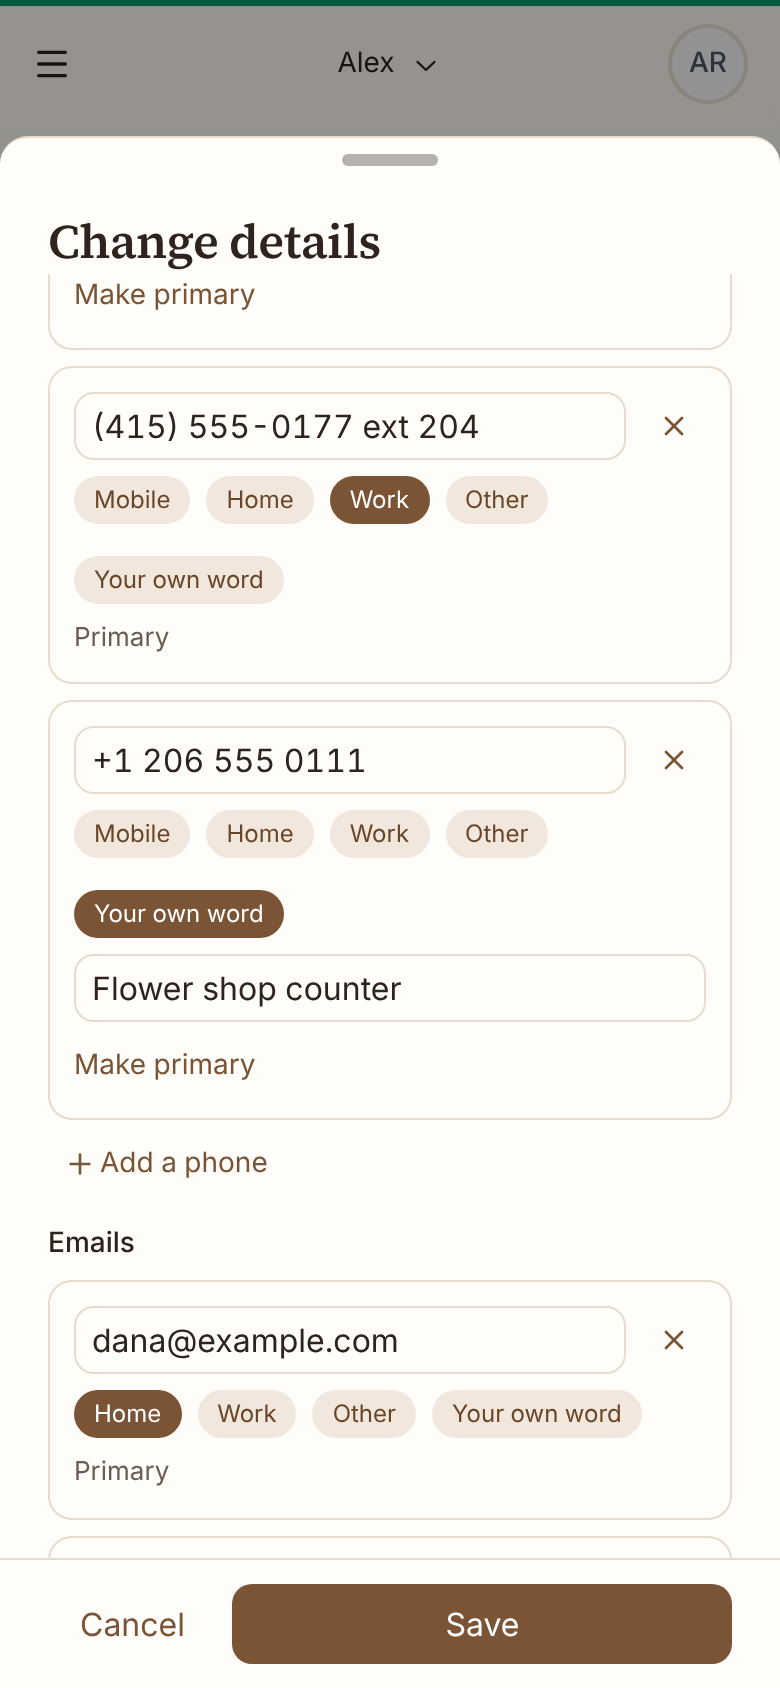 Alex
AR
Change details
Make primary
(415) 555-0177 ext 204
Mobile Home Work Other
Your own word
Primary
+1 206 555 0111
Mobile Home Work Other
Your own word
Flower shop counter
Make primary
+ Add a phone
Emails
dana@example.com
Home Work Other Your own word
Primary
Cancel Save